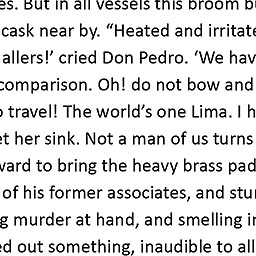 es. But in all vessels this broom b
cask near by. “Heated and irritate
allers!’ cried Don Pedro. ‘We hav
comparison. Oh! do not bow and
o travel! The world’s one Lima. I h
et her sink. Not a man of us turns
ward to bring the heavy brass pad
of his former associates, and stu
g murder at hand, and smelling i
ed out something, inaudible to all